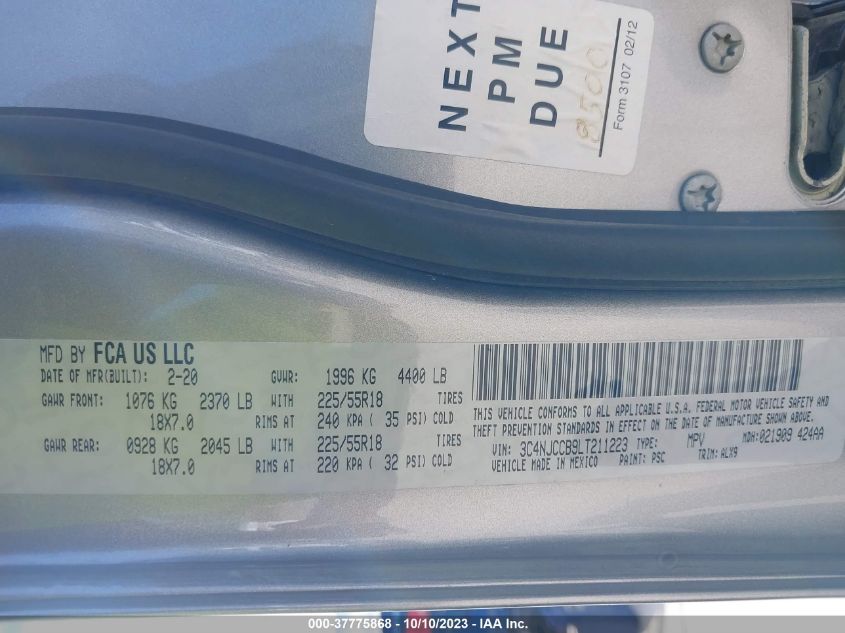 NEXT
PM
DUE
8500
Form 3107 02/12
MFD BY FCA US LLC
DATE OF MFR(BUILT): 2-20 GVWR: 1996 KG 4400 LB
GAWR FRONT: 1076 KG 2370 LB WITH 225/55R18 TIRES
18X7.0 RIMS AT 240 KPA ( 35 PSI) COLD
GAWR REAR: 0928 KG 2045 LB WITH 225/55R18 TIRES
18X7.0 RIMS AT 220 KPA ( 32 PSI) COLD
THIS VEHICLE CONFORMS TO ALL APPLICABLE U.S.A. FEDERAL MOTOR VEHICLE SAFETY AND
THEFT PREVENTION STANDARDS IN EFFECT ON THE DATE OF MANUFACTURE SHOWN ABOVE.
VIN: 3C4NJCCB9LT211223 TYPE: MPV MDH:021909 424AA
VEHICLE MADE IN MEXICO PAINT: PSC TRIM: ALX9
000-37775868 - 10/10/2023 - IAA Inc.